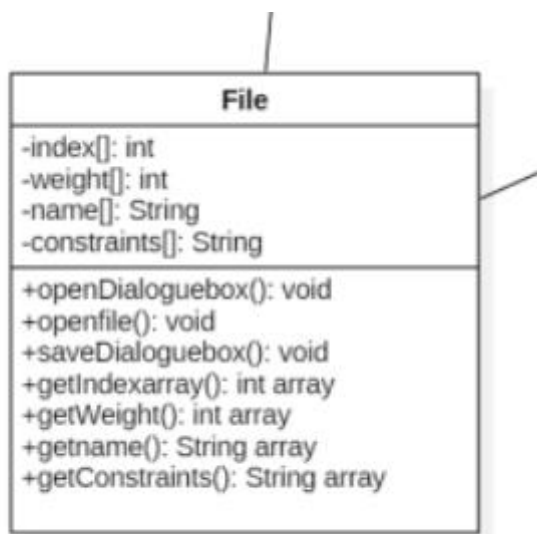 File
-index[]: int
-weight[]: int
-name[]: String
-constraints[]: String
+openDialoguebox(): void
+openfile(): void
+saveDialoguebox(): void
+getIndexarray(): int array
+getWeight(): int array
+getname(): String array
+getConstraints(): String array